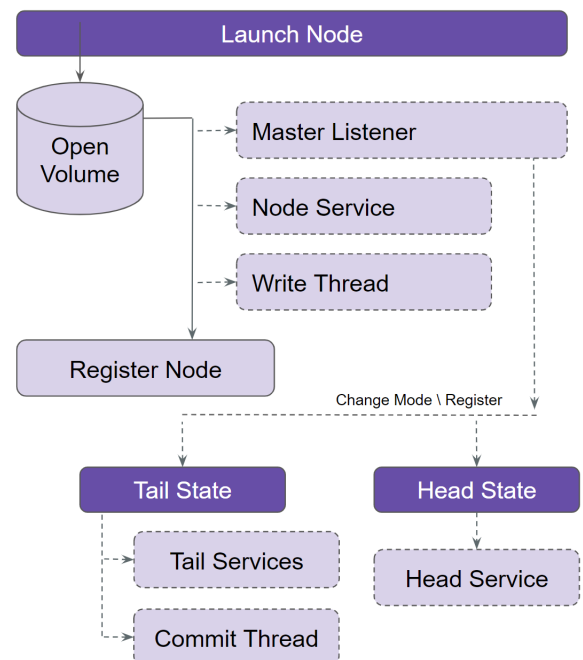 Launch Node
Open
Volume
Master Listener
Node Service
Write Thread
Register Node
Change Mode \ Register
Tail State
Head State
Tail Services
Head Service
Commit Thread